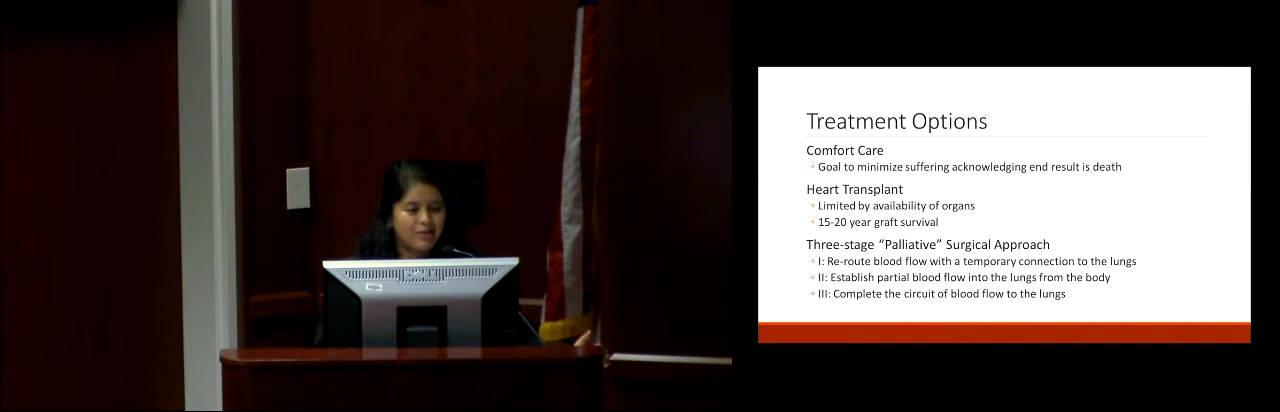 Treatment Options
Comfort Care
◦ Goal to minimize suffering acknowledging end result is death
Heart Transplant
◦ Limited by availability of organs
◦ 15-20 year graft survival
Three-stage “Palliative” Surgical Approach
◦ I: Re-route blood flow with a temporary connection to the lungs
◦ II: Establish partial blood flow into the lungs from the body
◦ III: Complete the circuit of blood flow to the lungs